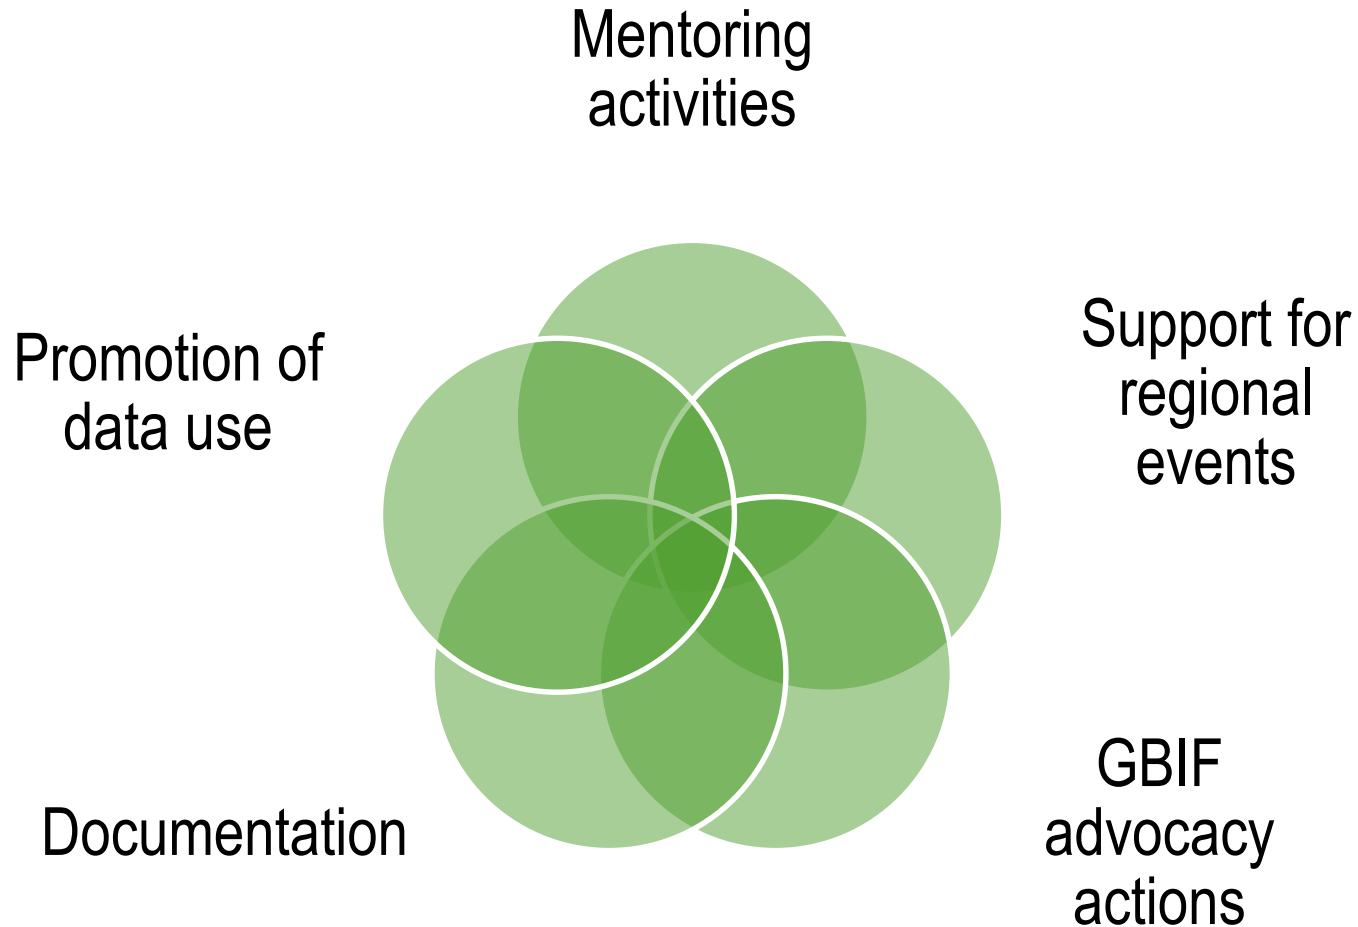 Mentoring
activities
Support for
regional
events
GBIF
advocacy
actions
Documentation
Promotion of
data use